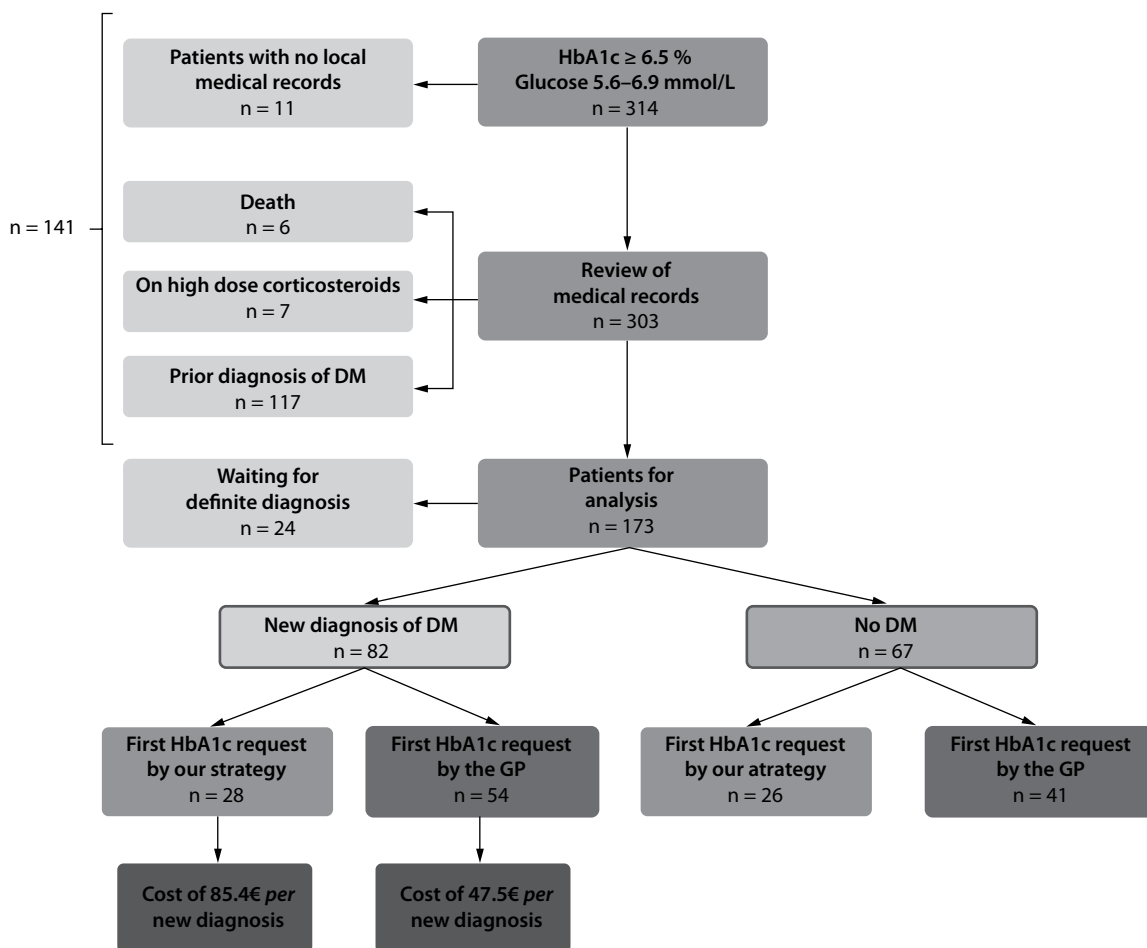 Patients with no local
medical records
n = 11
HbA1c ≥ 6.5 %
Glucose 5.6–6.9 mmol/L
n = 314
n = 141
Death
n = 6
On high dose corticosteroids
n = 7
Prior diagnosis of DM
n = 117
Review of
medical records
n = 303
Waiting for
definite diagnosis
n = 24
Patients for
analysis
n = 173
New diagnosis of DM
n = 82
No DM
n = 67
First HbA1c request
by our strategy
n = 28
First HbA1c request
by the GP
n = 54
First HbA1c request
by our atrategy
n = 26
First HbA1c request
by the GP
n = 41
Cost of 85.4€ per
new diagnosis
Cost of 47.5€ per
new diagnosis